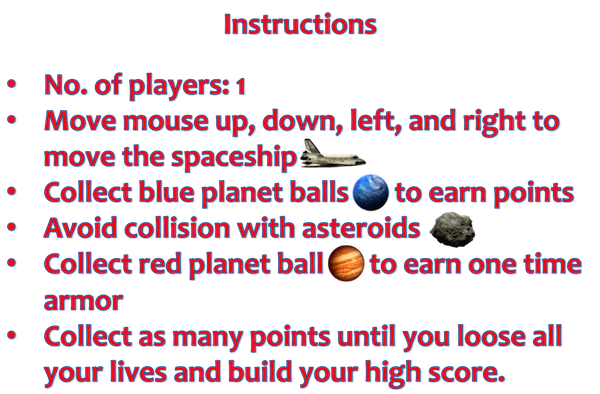 Instructions
• No. of players: 1
• Move mouse up, down, left, and right to
move the spaceship
• Collect blue planet balls to earn points
• Avoid collision with asteroids
• Collect red planet ball to earn one time
armor
• Collect as many points until you loose all
your lives and build your high score.